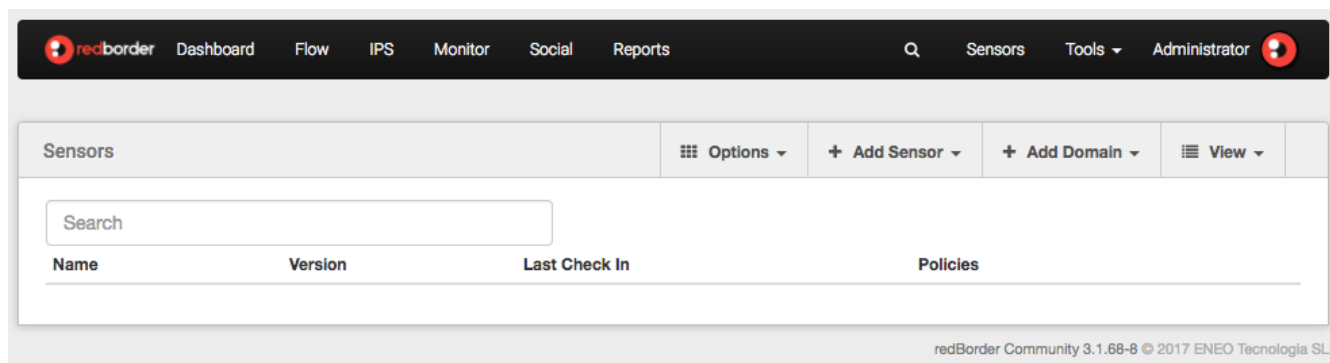 redborder Dashboard Flow IPS Monitor Social Reports Sensors Tools Administrator
Sensors Options + Add Sensor + Add Domain View
Search
Name Version Last Check In Policies
redBorder Community 3.1.68-8 © 2017 ENEO Tecnologia SL